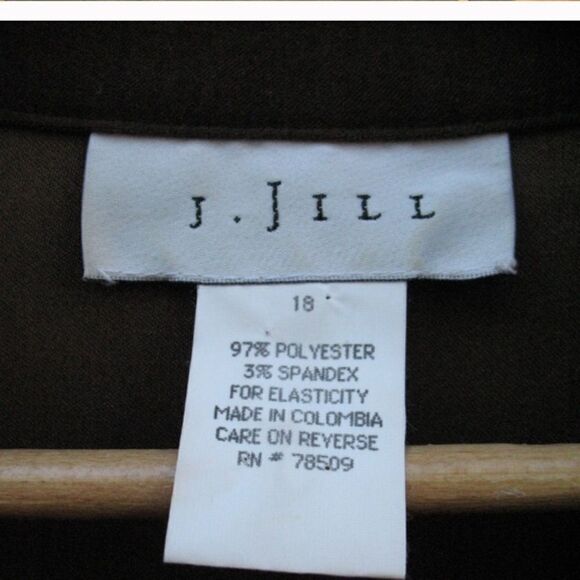 J. JILL
18
97% POLYESTER
3% SPANDEX
FOR ELASTICITY
MADE IN COLOMBIA
CARE ON REVERSE
RN # 78509